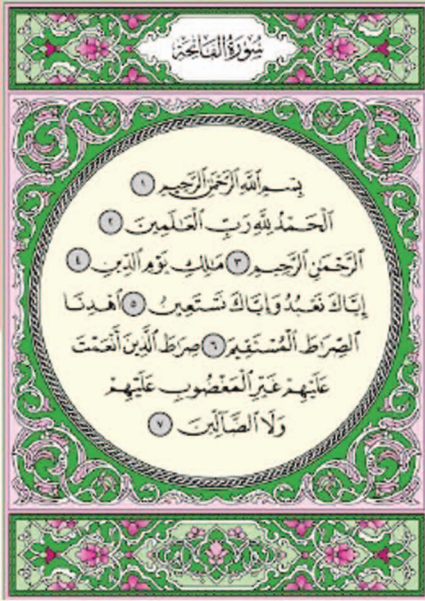 سُورَةُ الفَاتِحَةِ
بِسْمِ ٱللَّهِ ٱلرَّحْمَٰنِ ٱلرَّحِيمِ ١
ٱلْحَمْدُ لِلَّهِ رَبِّ ٱلْعَٰلَمِينَ ٢
ٱلرَّحْمَٰنِ ٱلرَّحِيمِ ٣ مَٰلِكِ يَوْمِ ٱلدِّينِ ٤
إِيَّاكَ نَعْبُدُ وَإِيَّاكَ نَسْتَعِينُ ٥ ٱهْدِنَا
ٱلصِّرَٰطَ ٱلْمُسْتَقِيمَ ٦ صِرَٰطَ ٱلَّذِينَ أَنْعَمْتَ
عَلَيْهِمْ غَيْرِ ٱلْمَغْضُوبِ عَلَيْهِمْ
وَلَا ٱلضَّآلِّينَ ٧